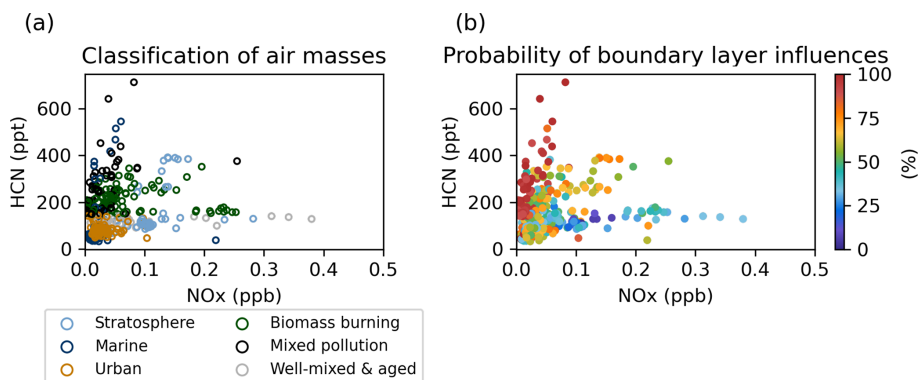 (a)
Classification of air masses
HCN (ppt)
600
400
200
0
0.0 0.1 0.2 0.3 0.4 0.5
NOx (ppb)
Stratosphere
Marine
Urban
Biomass burning
Mixed pollution
Well-mixed & aged
(b)
Probability of boundary layer influences
HCN (ppt)
600
400
200
0
0.0 0.1 0.2 0.3 0.4 0.5
NOx (ppb)
100
75
50
25
0
(%)